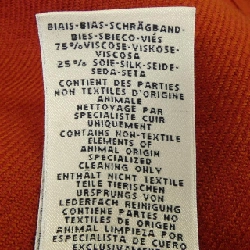 BIAIS-BIAS-SCHRÄGBAND-
BIES-SBIECO-VIÉS
75%VISCOSE-VISKOSE-
VISCOSA
25%SOIE-SILK-SEIDE-
SEDA-SETA
CONTIENT DES PARTIES
NON TEXTILES D'ORIGINE
ANIMALE
NETTOYAGE PAR
SPECIALISTE CUIR
UNIQUEMENT
CONTAINS NON-TEXTILE
ELEMENTS OF
ANIMAL ORIGIN
SPECIALIZED
CLEANING ONLY
ENTHALT NICHT TEXTILE
TEILE TIERISCHEN
URSPRUNGS VON
LEDERFACH REINIGUNG
CONTIENE PARTES NO
TEXTILES DE ORIGEN
ANIMAL LIMPIEZA POR
ESPECIALISTA DE CUERO
EXCLUSIVAMENTE